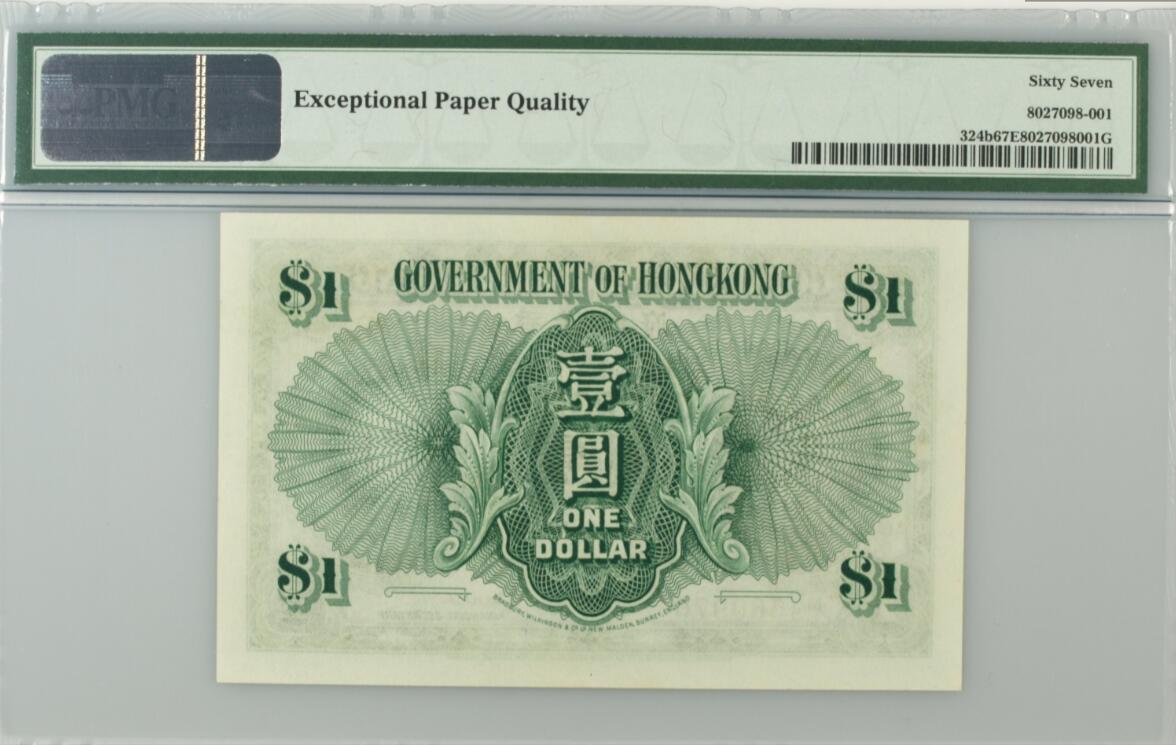 PMG
Exceptional Paper Quality
Sixty Seven
8027098-001
324b67E8027098001G
$1 GOVERNMENT OF HONGKONG $1
壹
圓
ONE
DOLLAR
$1 $1
BRADBURY, WILKINSON & Cº Lᵈ NEW MALDEN, SURREY, ENGLAND